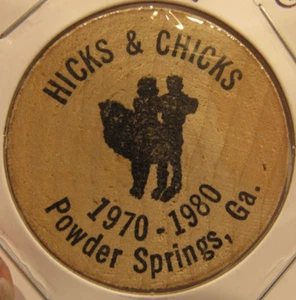 HICKS & CHICKS
1970-1980
Powder Springs, Ga.